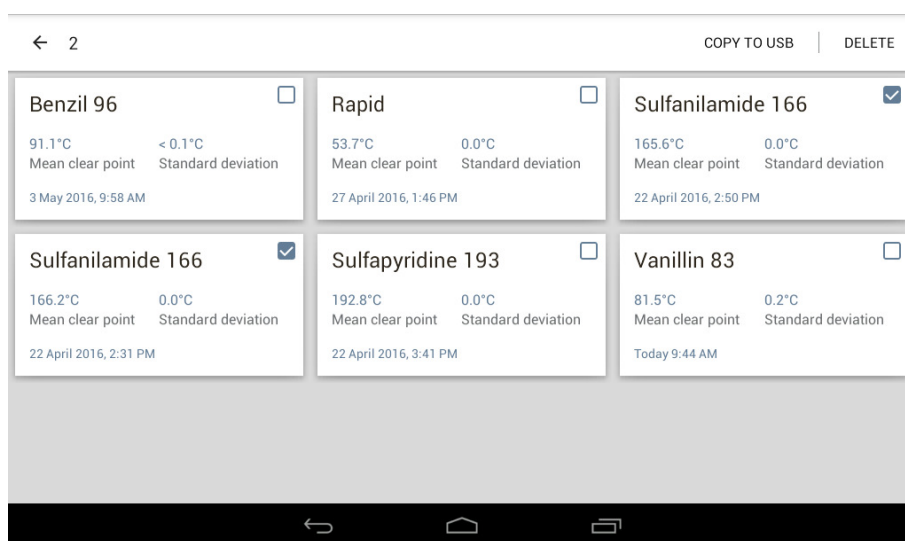 2 COPY TO USB DELETE
Benzil 96
91.1°C < 0.1°C
Mean clear point Standard deviation
3 May 2016, 9:58 AM
Rapid
53.7°C 0.0°C
Mean clear point Standard deviation
27 April 2016, 1:46 PM
Sulfanilamide 166
165.6°C 0.0°C
Mean clear point Standard deviation
22 April 2016, 2:50 PM
Sulfanilamide 166
166.2°C 0.0°C
Mean clear point Standard deviation
22 April 2016, 2:31 PM
Sulfapyridine 193
192.8°C 0.0°C
Mean clear point Standard deviation
22 April 2016, 3:41 PM
Vanillin 83
81.5°C 0.2°C
Mean clear point Standard deviation
Today 9:44 AM